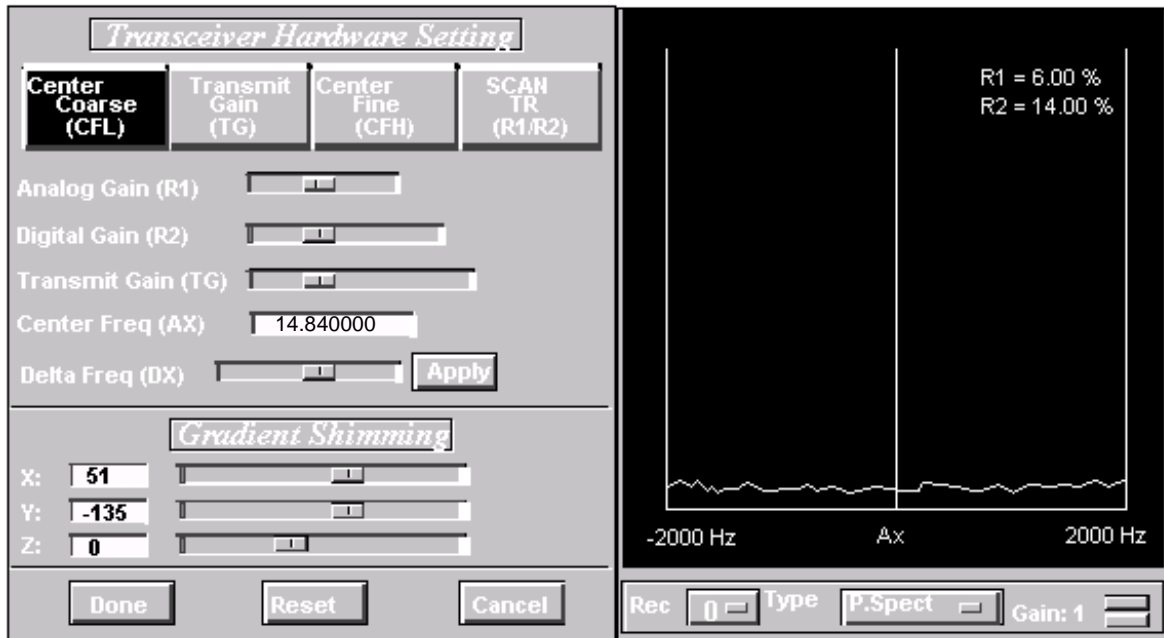 Transceiver Hardware Setting
Center Coarse (CFL)
Transmit Gain (TG)
Center Fine (CFH)
SCAN TR (R1/R2)
Analog Gain (R1)
Digital Gain (R2)
Transmit Gain (TG)
Center Freq (AX) 14.840000
Delta Freq (DX) Apply
Gradient Shimming
X: 51
Y: -135
Z: 0
Done Reset Cancel
R1 = 6.00 %
R2 = 14.00 %
-2000 Hz Ax 2000 Hz
Rec 0 Type P.Spect Gain: 1